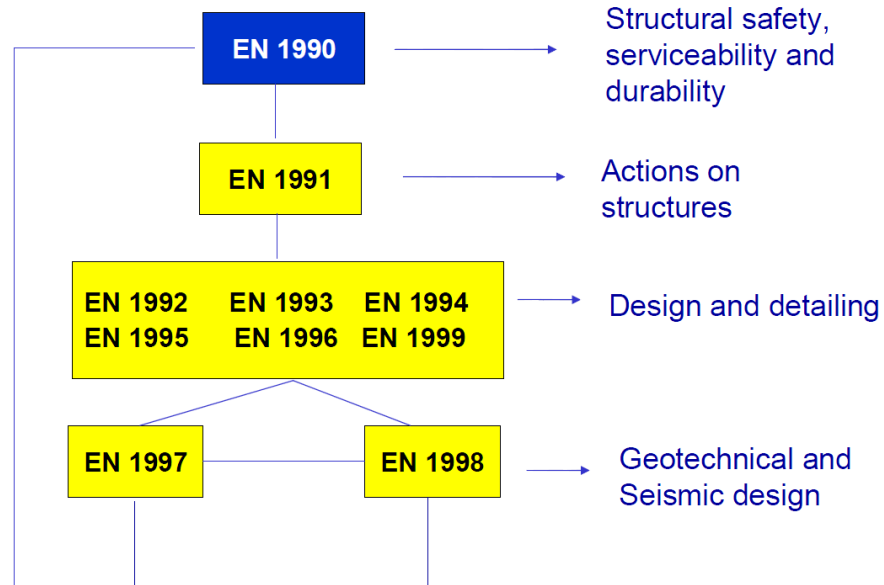 EN 1990
Structural safety,
serviceability and
durability
EN 1991
Actions on
structures
EN 1992 EN 1993 EN 1994
EN 1995 EN 1996 EN 1999
Design and detailing
EN 1997
EN 1998
Geotechnical and
Seismic design